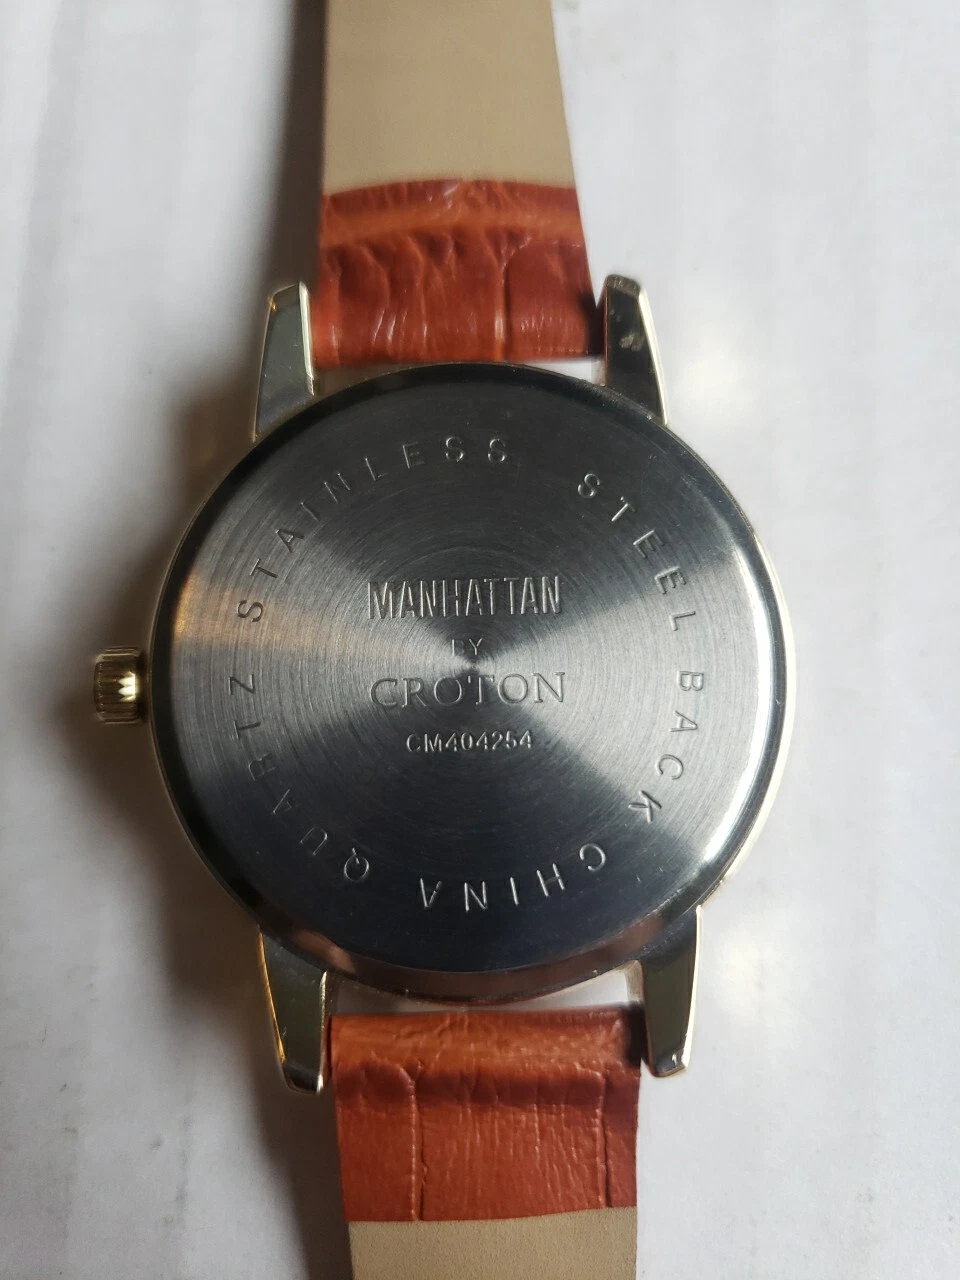 STAINLESS STEEL BACK CHINA QUARTZ
MANHATTAN
BY
CROTON
CM404254